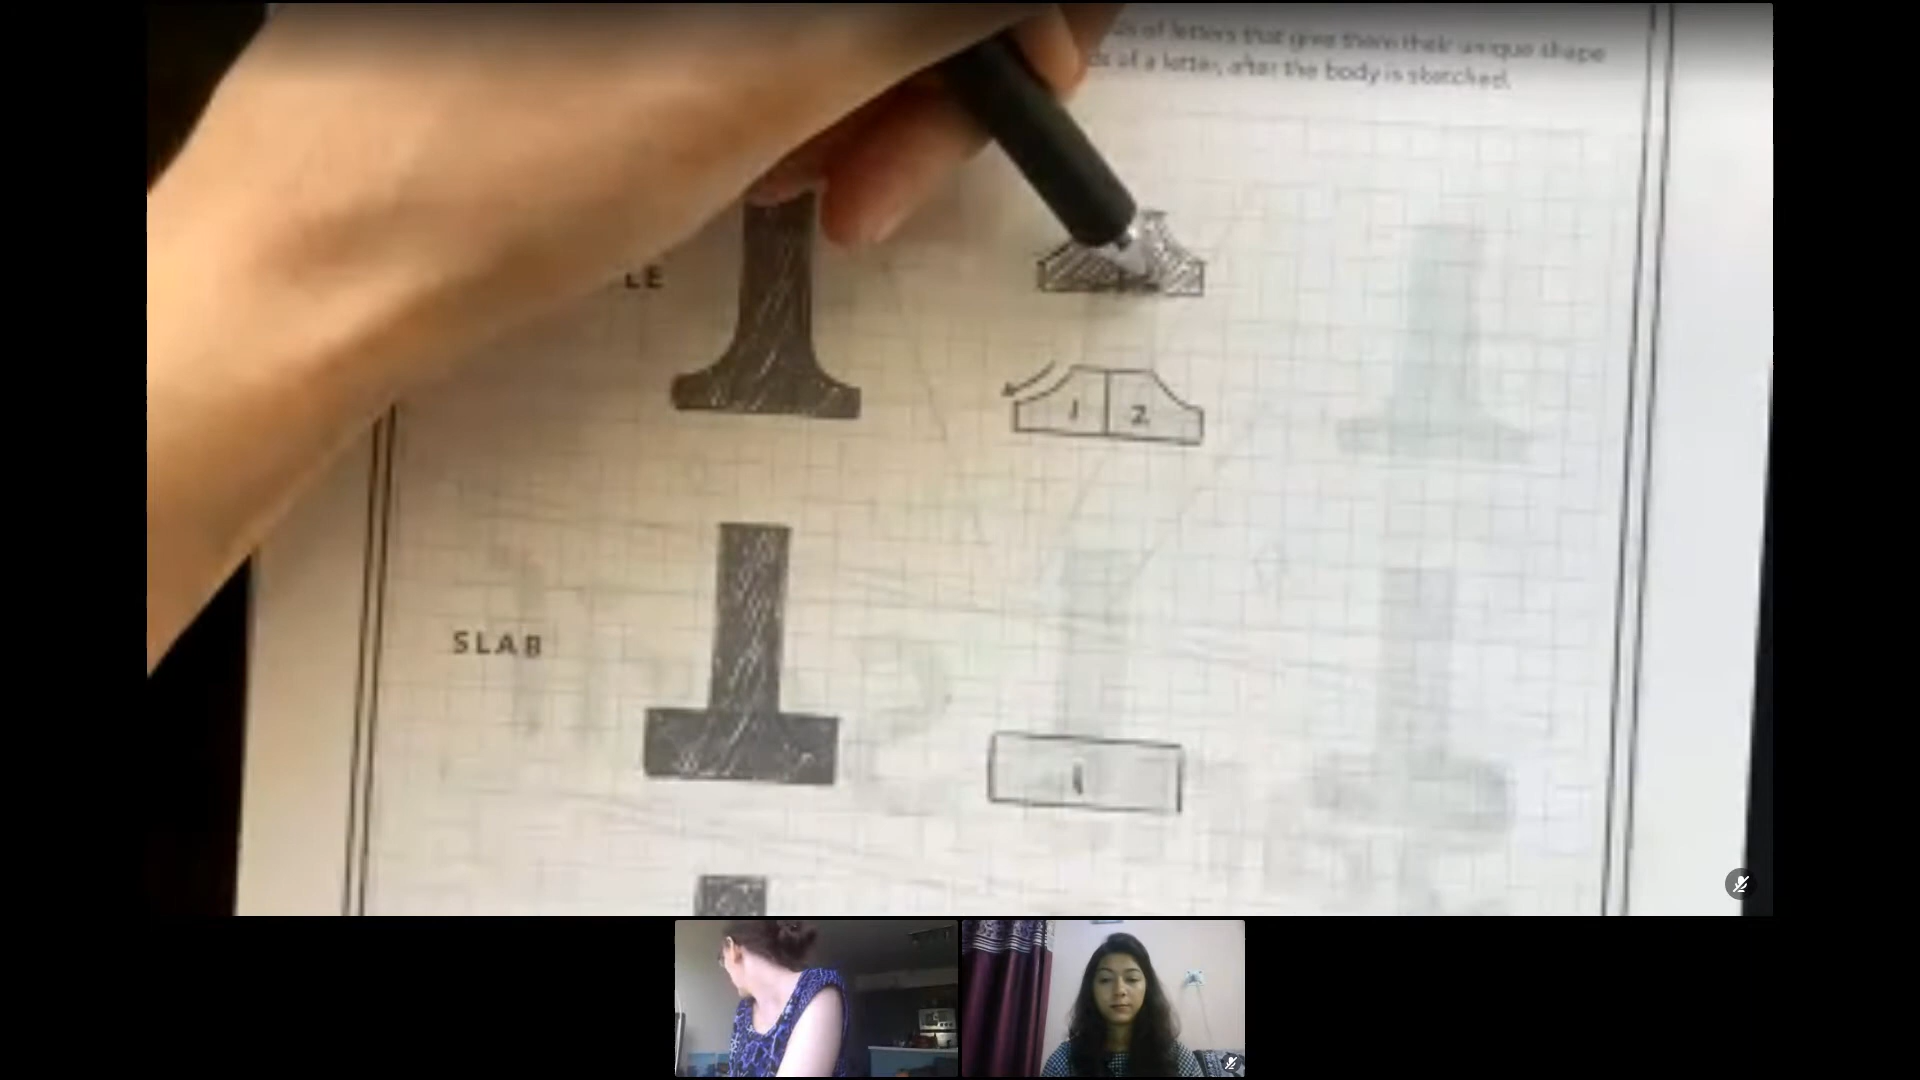 of letters that give them their unique shape
of a letter, after the body is sketched.
LE
1 2
SLAB
1